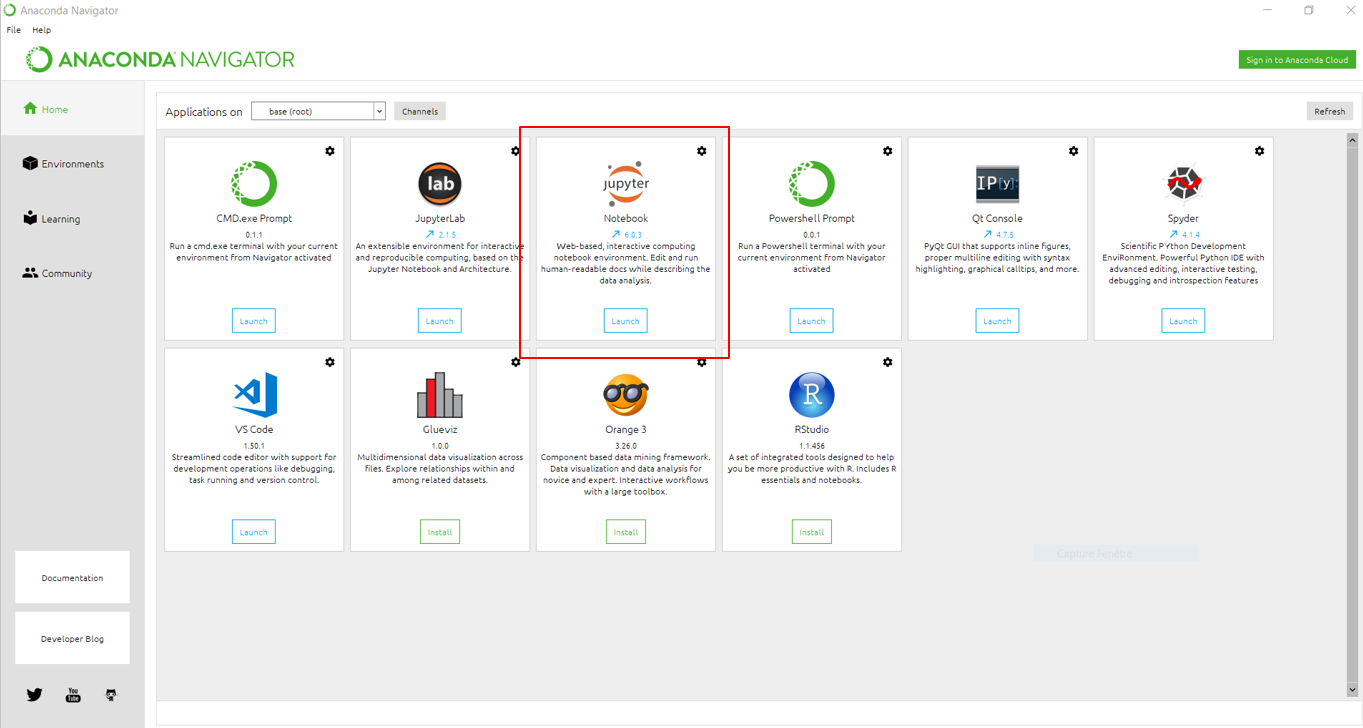 Anaconda Navigator
File Help
ANACONDA NAVIGATOR
Sign in to Anaconda Cloud
Home
Environments
Learning
Community
Documentation
Developer Blog
You
Tube
Applications on
base (root)
Channels
Refresh
CMD.exe Prompt
0.1.1
Run a cmd.exe terminal with your current
environment from Navigator activated
Launch
lab
JupyterLab
2.1.5
An extensible environment for interactive
and reproducible computing, based on the
Jupyter Notebook and Architecture.
Launch
jupyter
Notebook
6.0.3
Web-based, interactive computing
notebook environment. Edit and run
human-readable docs while describing the
data analysis.
Launch
Powershell Prompt
0.0.1
Run a Powershell terminal with your
current environment from Navigator
activated
Launch
IP[y]:
Qt Console
4.7.5
PyQt GUI that supports inline figures,
proper multiline editing with syntax
highlighting, graphical calltips, and more.
Launch
Spyder
4.1.4
Scientific PYthon Development
EnviRonment. Powerful Python IDE with
advanced editing, interactive testing,
debugging and introspection features
Launch
VS Code
1.50.1
Streamlined code editor with support for
development operations like debugging,
task running and version control.
Launch
Glueviz
1.0.0
Multidimensional data visualization across
files. Explore relationships within and
among related datasets.
Install
Orange 3
3.26.0
Component based data mining framework.
Data visualization and data analysis for
novice and expert. Interactive workflows
with a large toolbox.
Install
R
RStudio
1.1.456
A set of integrated tools designed to help
you be more productive with R. Includes R
essentials and notebooks.
Install
Capture Fenêtre